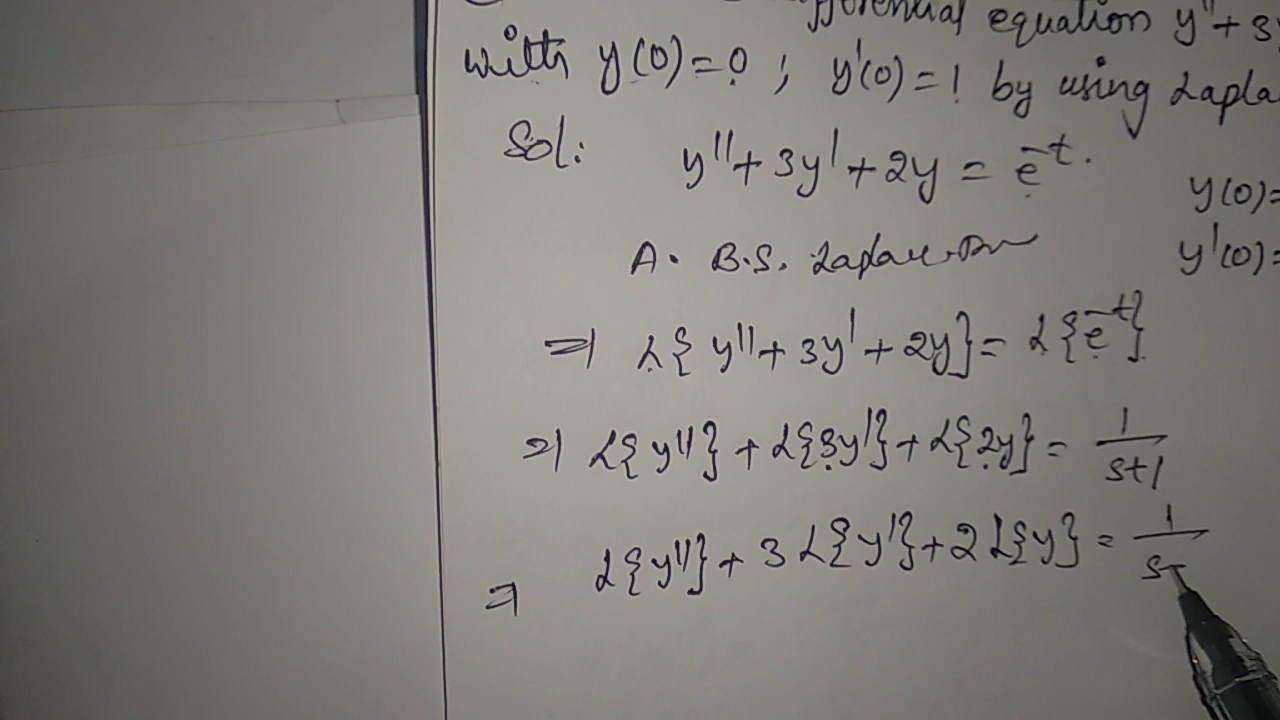 equation y'' + 3
with y(0)=0 ; y'(0)=1 by using Lapla
Sol: y'' + 3y' + 2y = e^{-t}.
y(0)=
A. B.S. Laplace
y'(0)=
⇒ L{y'' + 3y' + 2y} = L{e^{-t}}
⇒ L{y''} + L{3y'} + L{2y} = 1/(s+1)
⇒ L{y''} + 3L{y'} + 2L{y} = 1/s